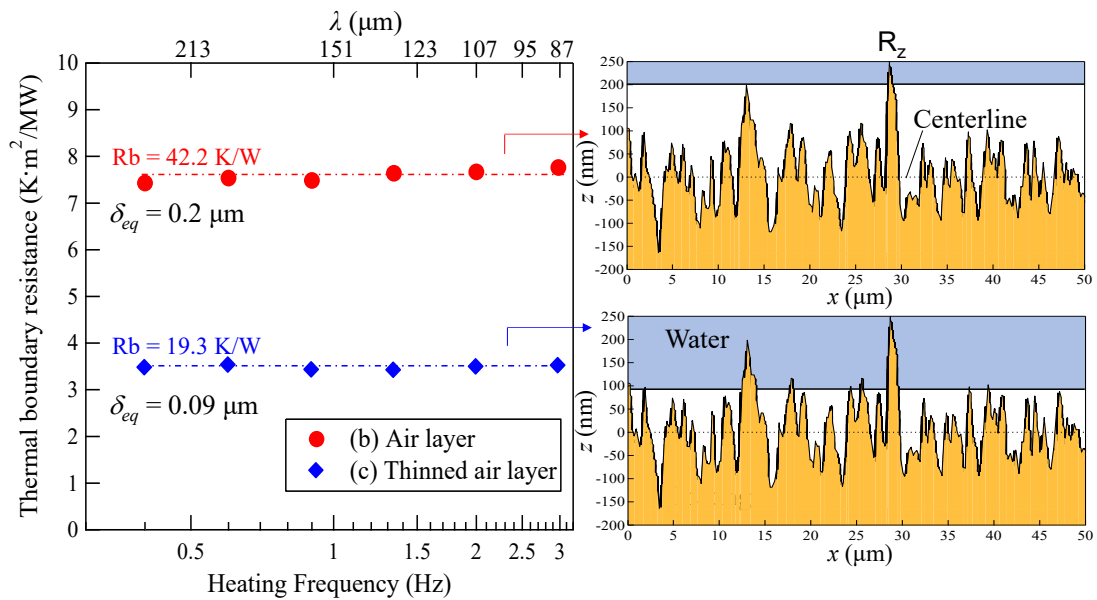 λ (μm)
213 151 123 107 95 87
Thermal boundary resistance (K·m²/MW)
10
9
8
7
6
5
4
3
2
1
0
Rb = 42.2 K/W
δeq = 0.2 μm
Rb = 19.3 K/W
δeq = 0.09 μm
(b) Air layer
(c) Thinned air layer
0.5 1 1.5 2 2.5 3
Heating Frequency (Hz)
Rz
z (nm)
250
200
150
100
50
0
-50
-100
-150
-200
Centerline
0 5 10 15 20 25 30 35 40 45 50
x (μm)
z (nm)
250
200
150
100
50
0
-50
-100
-150
-200
Water
0 5 10 15 20 25 30 35 40 45 50
x (μm)